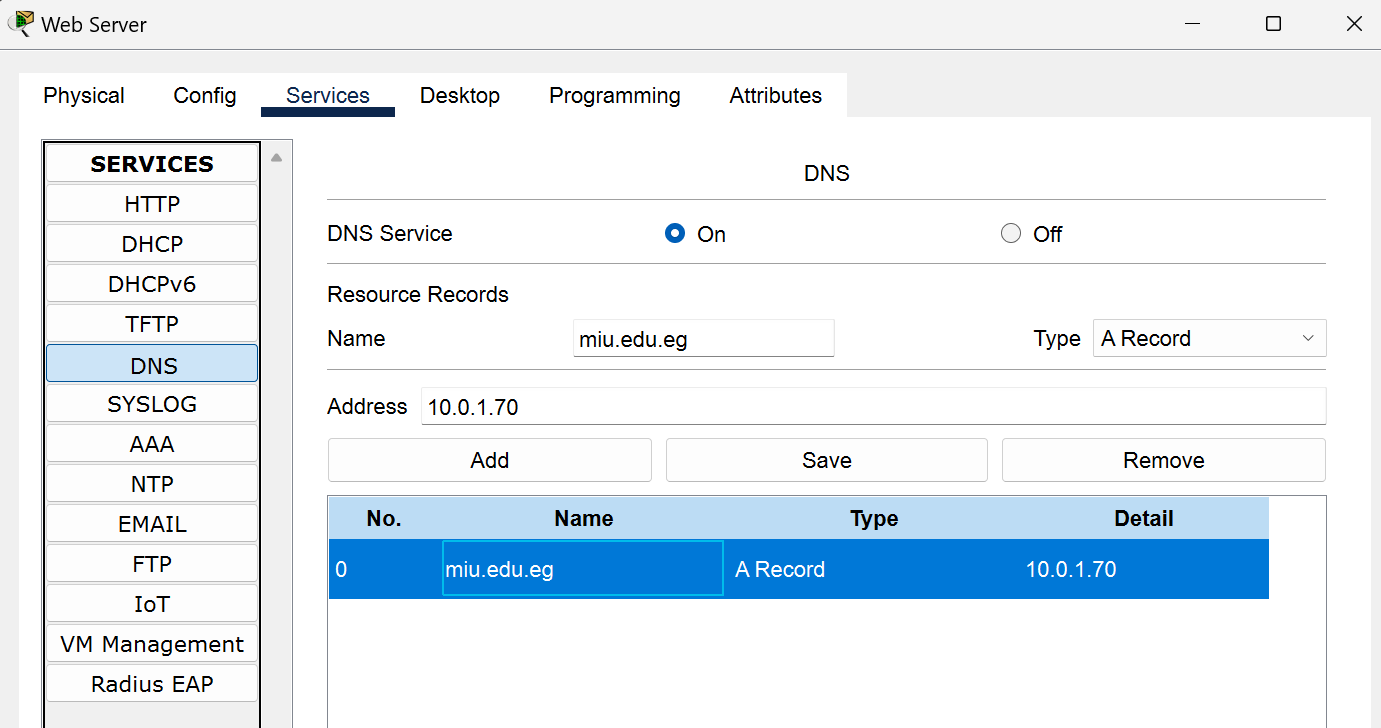 Web Server
Physical Config Services Desktop Programming Attributes
SERVICES
HTTP
DHCP
DHCPv6
TFTP
DNS
SYSLOG
AAA
NTP
EMAIL
FTP
IoT
VM Management
Radius EAP
DNS
DNS Service On Off
Resource Records
Name miu.edu.eg Type A Record
Address 10.0.1.70
Add Save Remove
No. Name Type Detail
0 miu.edu.eg A Record 10.0.1.70